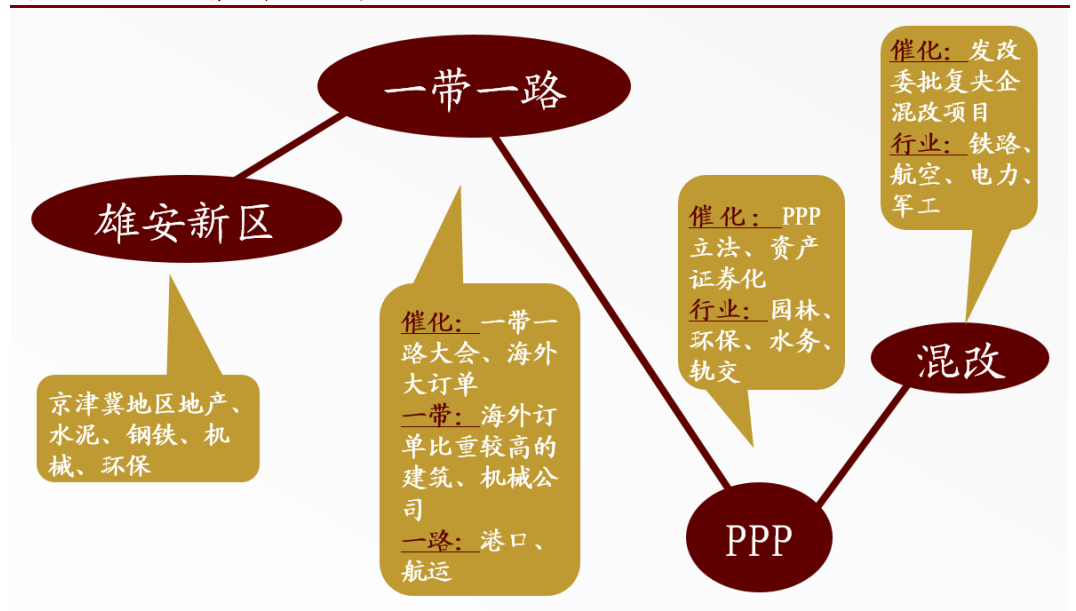 一带一路
雄安新区
京津冀地区地产、
水泥、钢铁、机
械、环保
催化：一带一
路大会、海外
大订单
一带：海外订
单比重较高的
建筑、机械公
司
一路：港口、
航运
催化：PPP
立法、资产
证券化
行业：园林、
环保、水务、
轨交
PPP
催化：发改
委批复央企
混改项目
行业：铁路、
航空、电力、
军工
混改